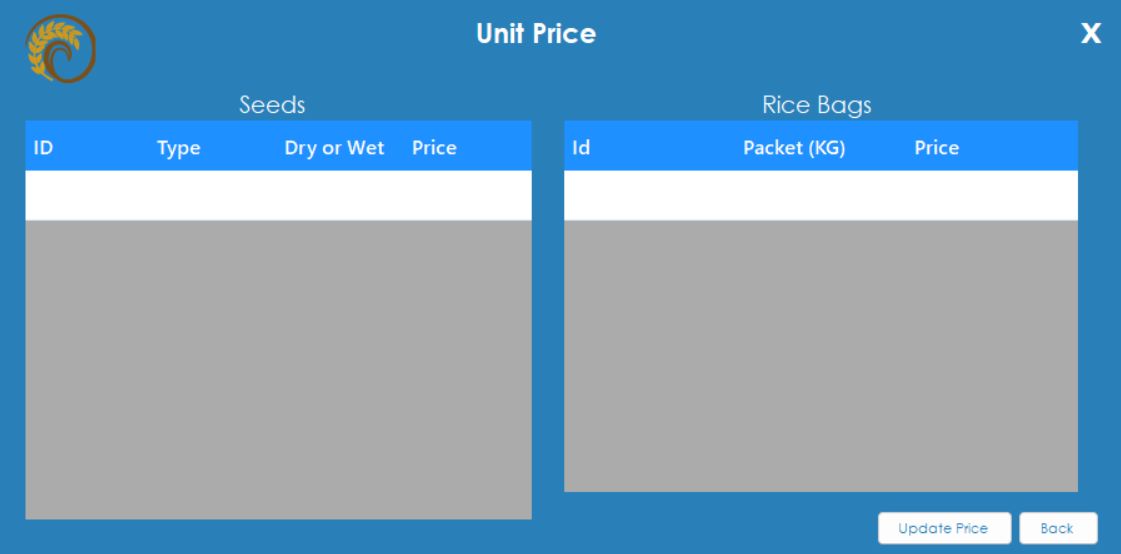 Unit Price
X
Seeds
ID Type Dry or Wet Price
Rice Bags
Id Packet (KG) Price
Update Price
Back